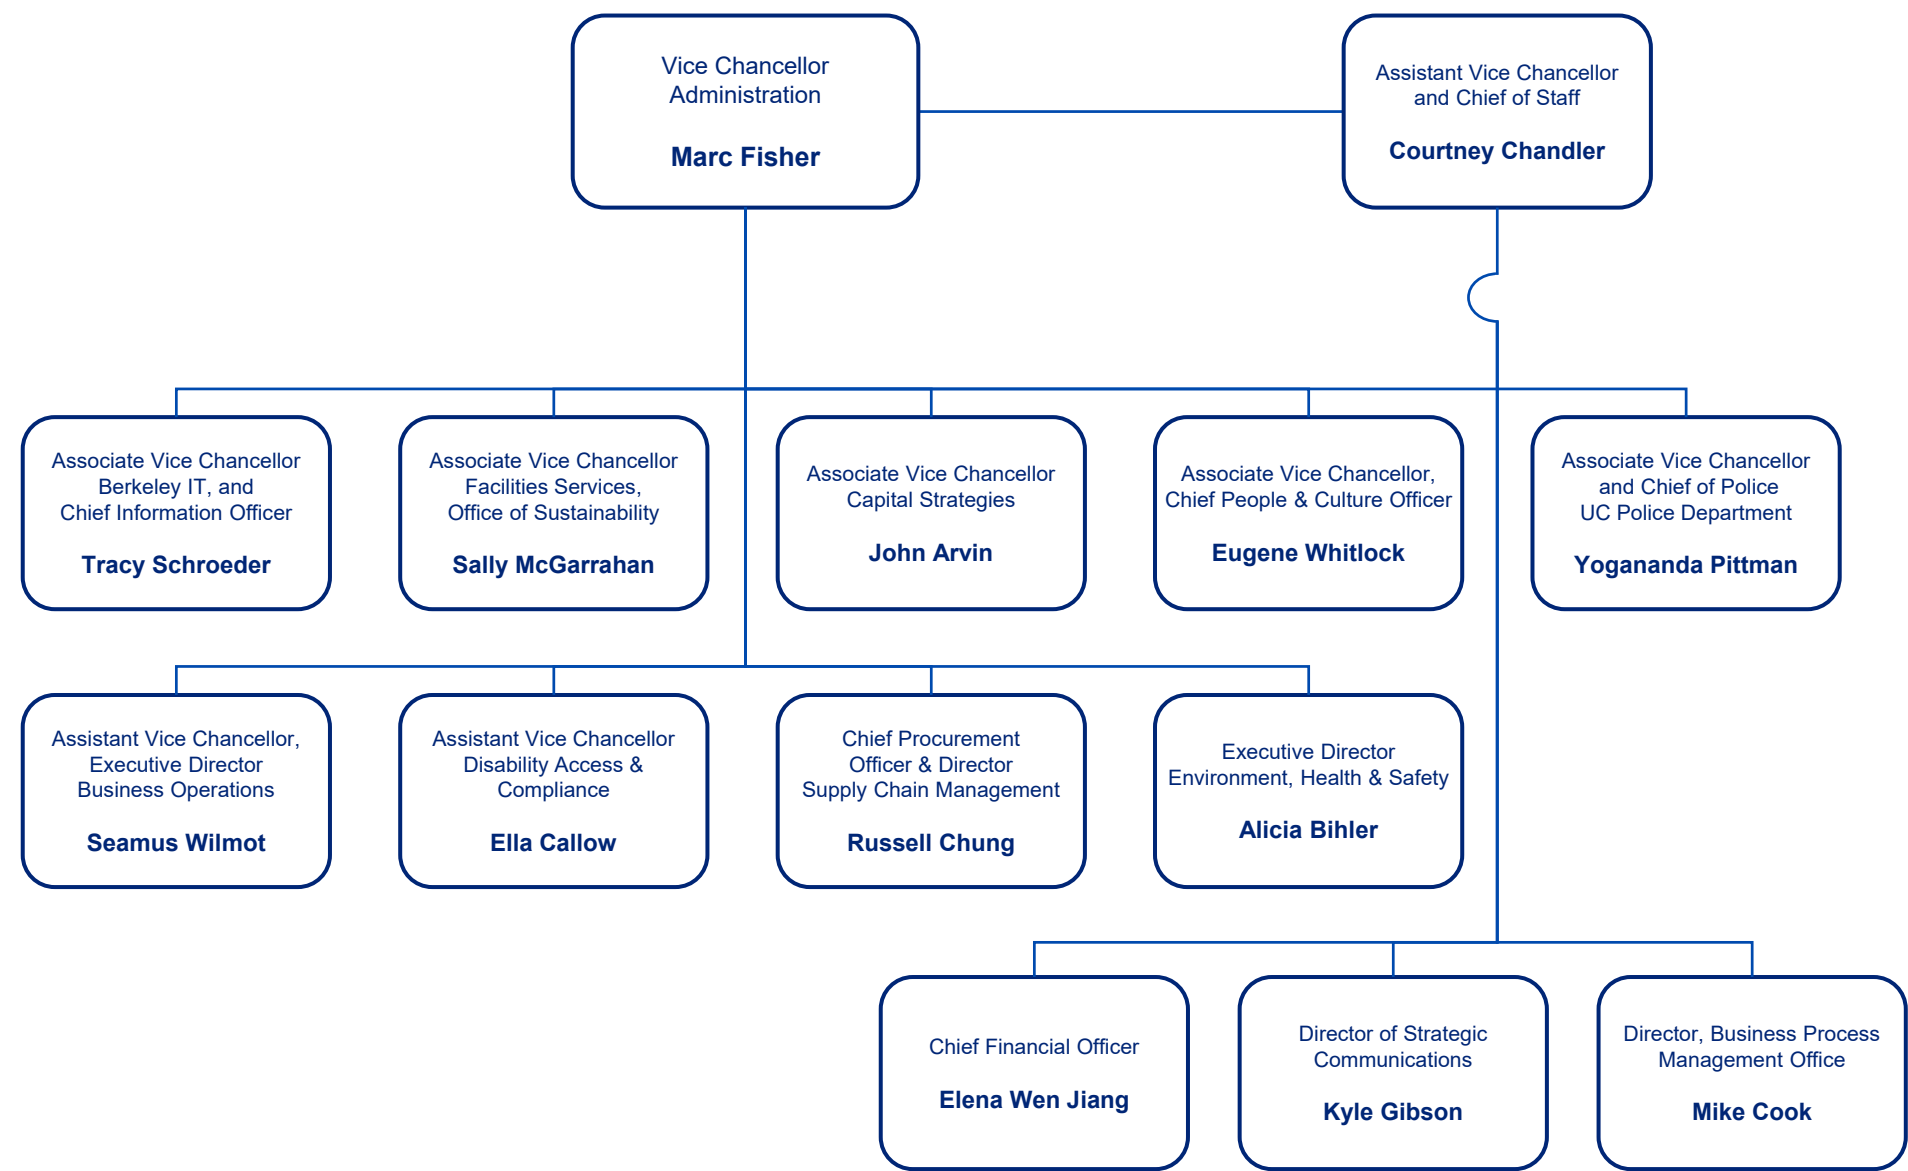 Vice Chancellor
Administration
Marc Fisher
Assistant Vice Chancellor
and Chief of Staff
Courtney Chandler
Associate Vice Chancellor
Berkeley IT, and
Chief Information Officer
Tracy Schroeder
Associate Vice Chancellor
Facilities Services,
Office of Sustainability
Sally McGarrahan
Associate Vice Chancellor
Capital Strategies
John Arvin
Associate Vice Chancellor,
Chief People & Culture Officer
Eugene Whitlock
Associate Vice Chancellor
and Chief of Police
UC Police Department
Yogananda Pittman
Assistant Vice Chancellor,
Executive Director
Business Operations
Seamus Wilmot
Assistant Vice Chancellor
Disability Access &
Compliance
Ella Callow
Chief Procurement
Officer & Director
Supply Chain Management
Russell Chung
Executive Director
Environment, Health & Safety
Alicia Bihler
Chief Financial Officer
Elena Wen Jiang
Director of Strategic
Communications
Kyle Gibson
Director, Business Process
Management Office
Mike Cook